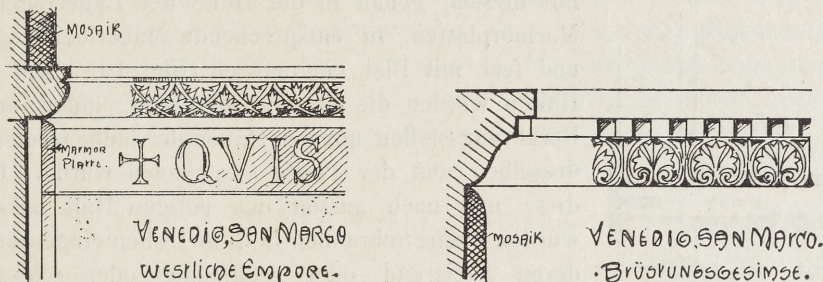 MOSAIK
MARMOR
PLATTE.
+ QVIS
VENEDIG, SAN MARCO
WESTLICHE EMPORE.
MOSAIK
VENEDIG, SAN MARCO.
·BRÜSTUNGSGESIMSE.